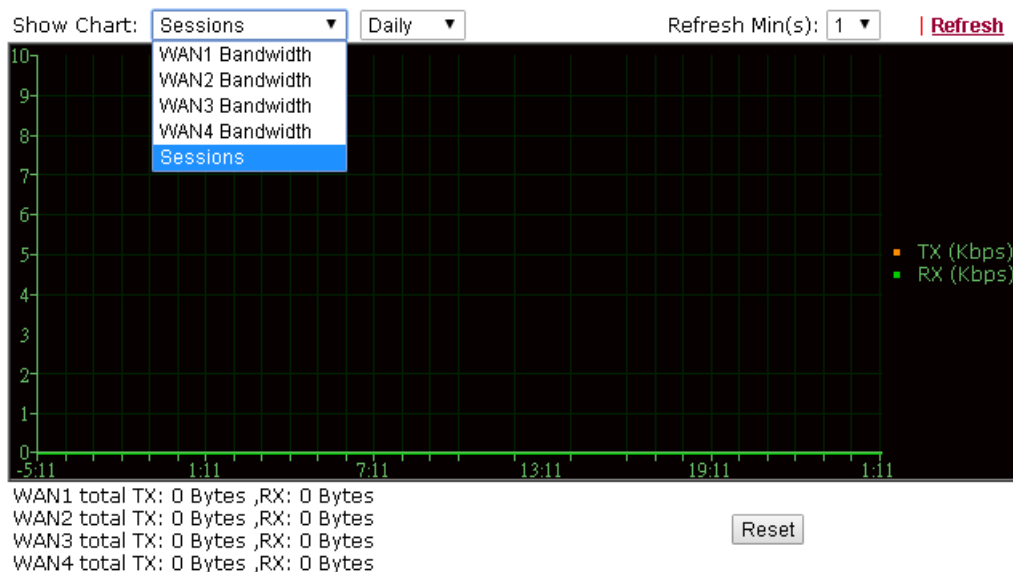 Show Chart: Sessions ▼ Daily ▼ Refresh Min(s): 1 ▼ | Refresh
WAN1 Bandwidth
WAN2 Bandwidth
WAN3 Bandwidth
WAN4 Bandwidth
Sessions
10
9
8
7
6
5
4
3
2
1
0
TX (Kbps)
RX (Kbps)
-5:11 1:11 7:11 13:11 19:11 1:11
WAN1 total TX: 0 Bytes ,RX: 0 Bytes
WAN2 total TX: 0 Bytes ,RX: 0 Bytes
WAN3 total TX: 0 Bytes ,RX: 0 Bytes
WAN4 total TX: 0 Bytes ,RX: 0 Bytes
Reset